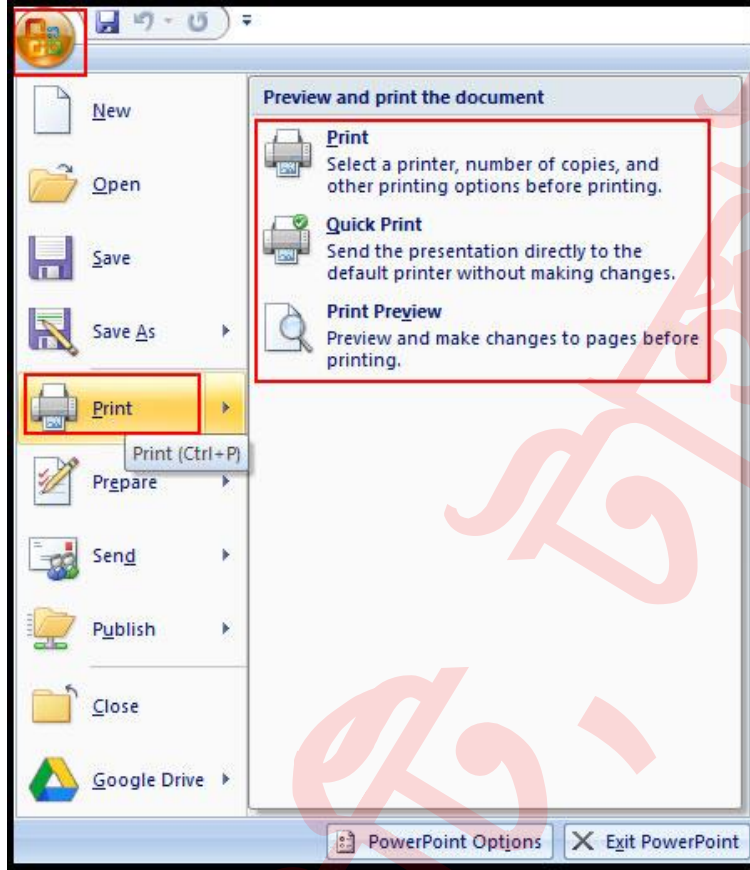 New
Open
Save
Save As
Print
Print (Ctrl+P)
Prepare
Send
Publish
Close
Google Drive
Preview and print the document
Print
Select a printer, number of copies, and
other printing options before printing.
Quick Print
Send the presentation directly to the
default printer without making changes.
Print Preview
Preview and make changes to pages before
printing.
PowerPoint Options
Exit PowerPoint